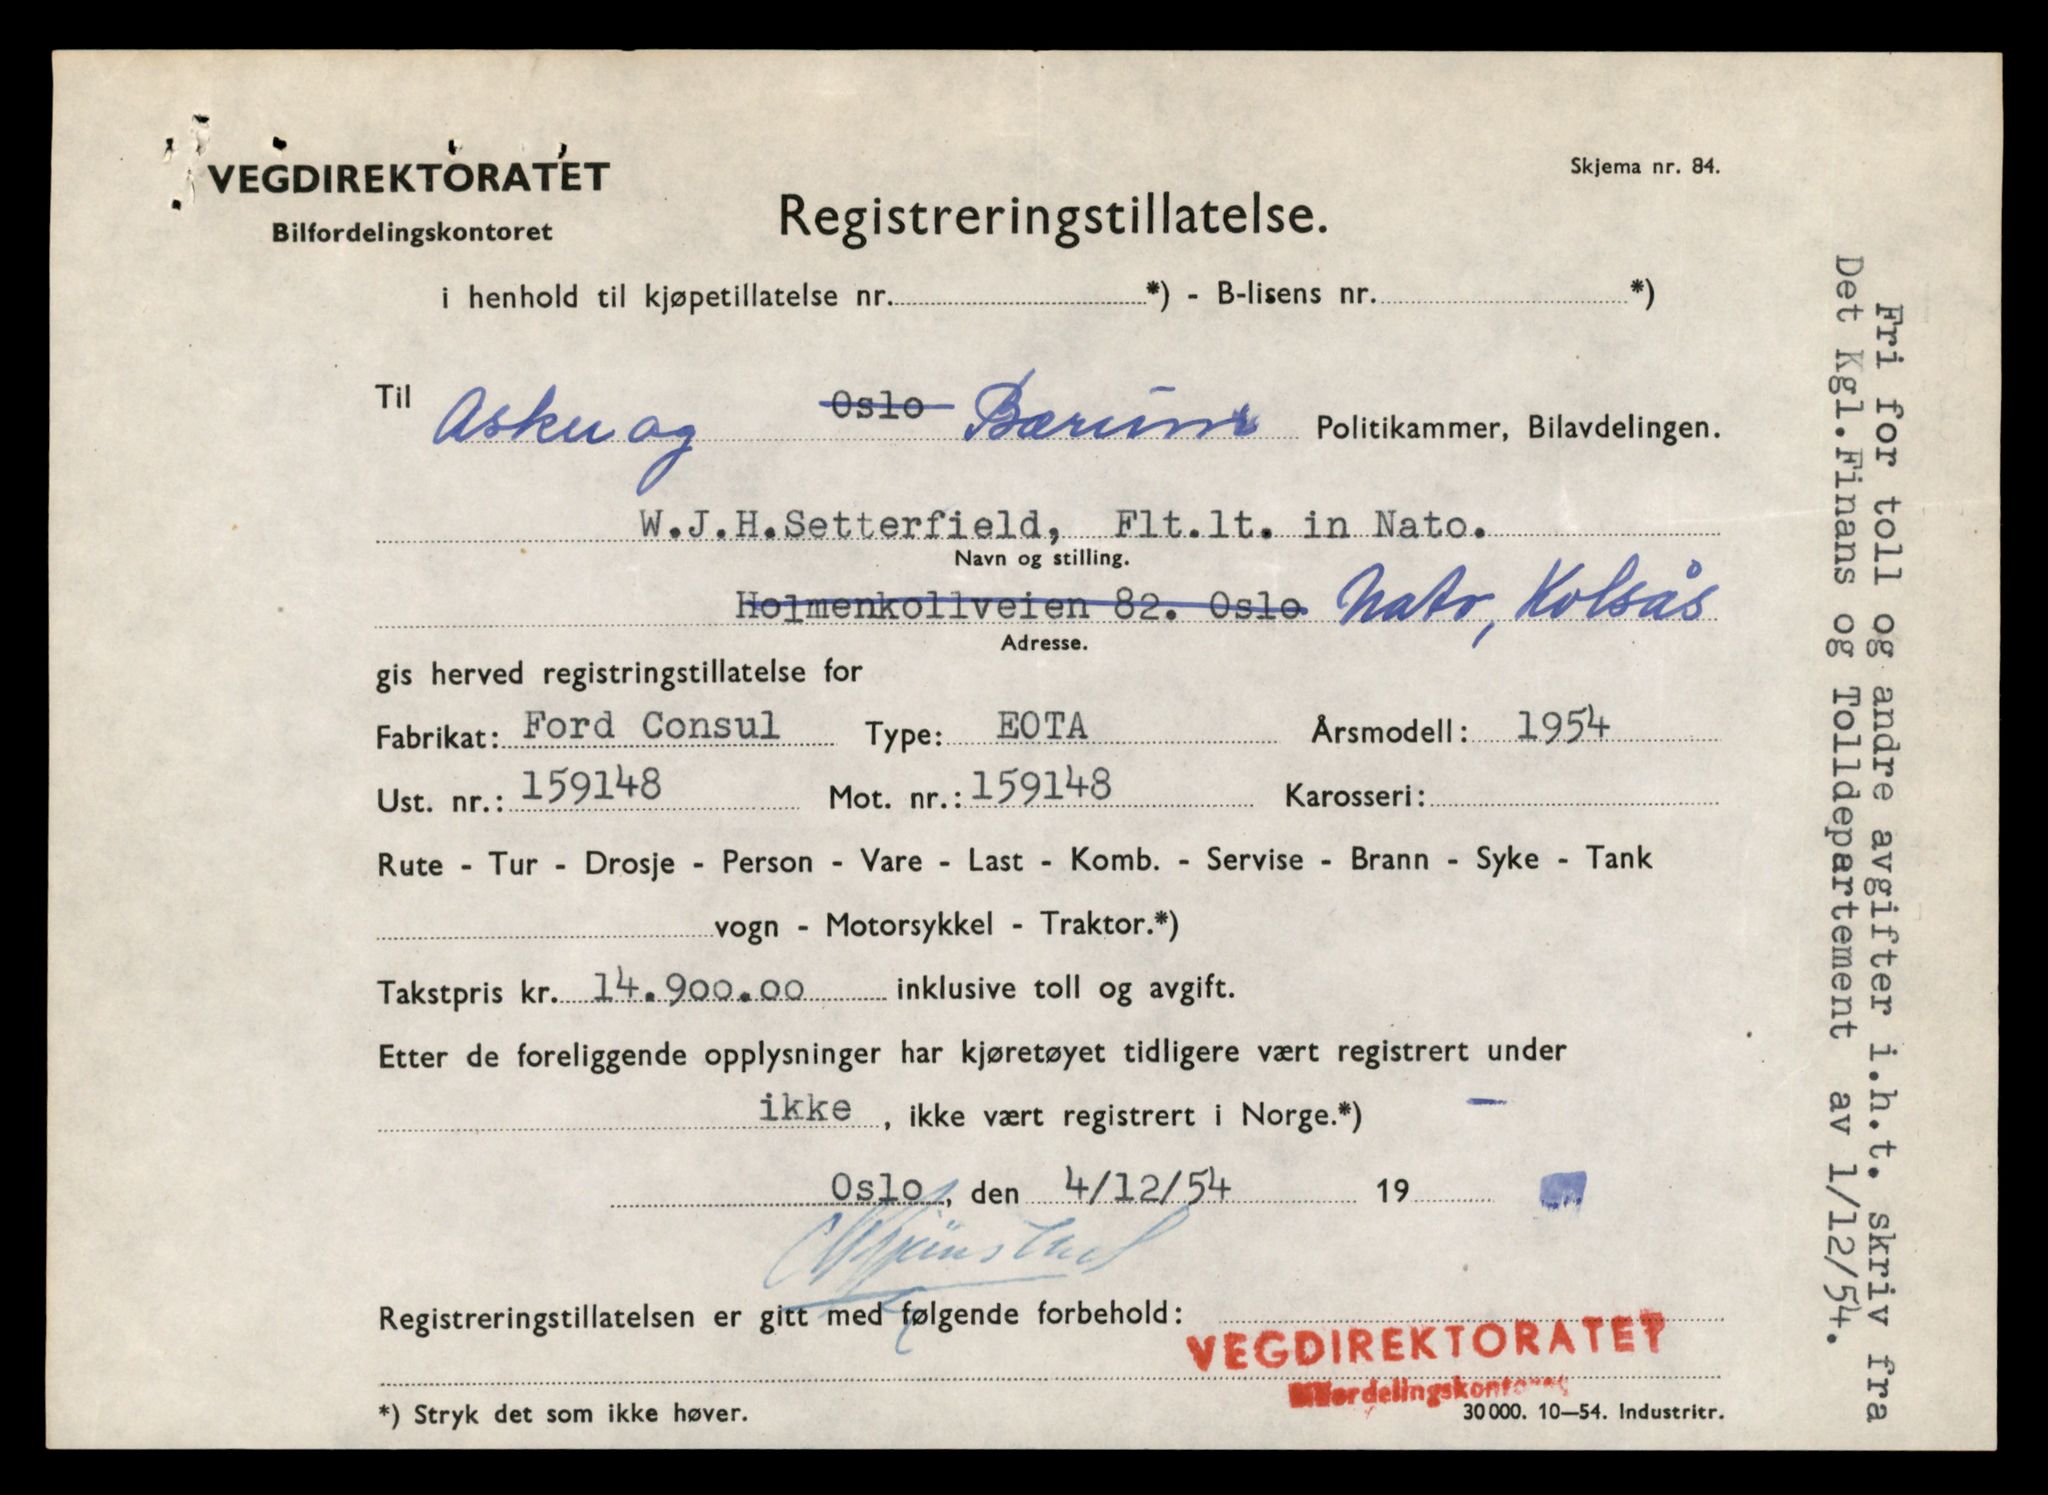 VEGDIREKTORATET
Bilfordelingskontoret
Skjema nr. 84.
Registreringstillatelse.
i henhold til kjøpetillatelse nr. *) - B-lisens nr. *)
Til Asker og Oslo Bærum Politikammer, Bilavdelingen.
W.J.H.Setterfield, Flt.lt. in Nato.
Navn og stilling.
Holmenkollveien 82. Oslo Nato, Kolsås
Adresse.
gis herved registringstillatelse for
Fabrikat: Ford Consul Type: EOTA Årsmodell: 1954
Ust. nr.: 159148 Mot. nr.: 159148 Karosseri:
Rute - Tur - Drosje - Person - Vare - Last - Komb. - Servise - Brann - Syke - Tank
vogn - Motorsykkel - Traktor.*)
Takstpris kr. 14.900.00 inklusive toll og avgift.
Etter de foreliggende opplysninger har kjøretøyet tidligere vært registrert under
ikke , ikke vært registrert i Norge.*) –
Oslo, den 4/12/54 19
Registreringstillatelsen er gitt med følgende forbehold:
VEGDIREKTORATET
Bilfordelingskontoret
*) Stryk det som ikke høver.
30 000. 10—54. Industritr.
Fri for toll og andre avgifter i.h.t. skriv fra
Det Kgl.Finans og Tolldepartement av 1/12/54.